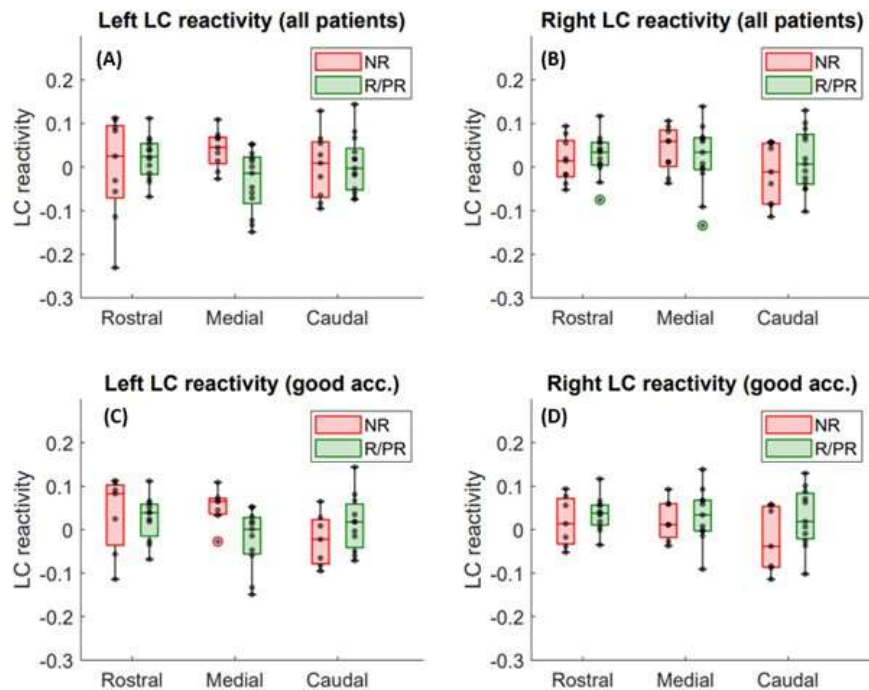 Left LC reactivity (all patients)
(A)
NR
R/PR
LC reactivity
0.2
0.1
0
-0.1
-0.2
-0.3
Rostral Medial Caudal
Right LC reactivity (all patients)
(B)
NR
R/PR
LC reactivity
0.2
0.1
0
-0.1
-0.2
-0.3
Rostral Medial Caudal
Left LC reactivity (good acc.)
(C)
NR
R/PR
LC reactivity
0.2
0.1
0
-0.1
-0.2
-0.3
Rostral Medial Caudal
Right LC reactivity (good acc.)
(D)
NR
R/PR
LC reactivity
0.2
0.1
0
-0.1
-0.2
-0.3
Rostral Medial Caudal